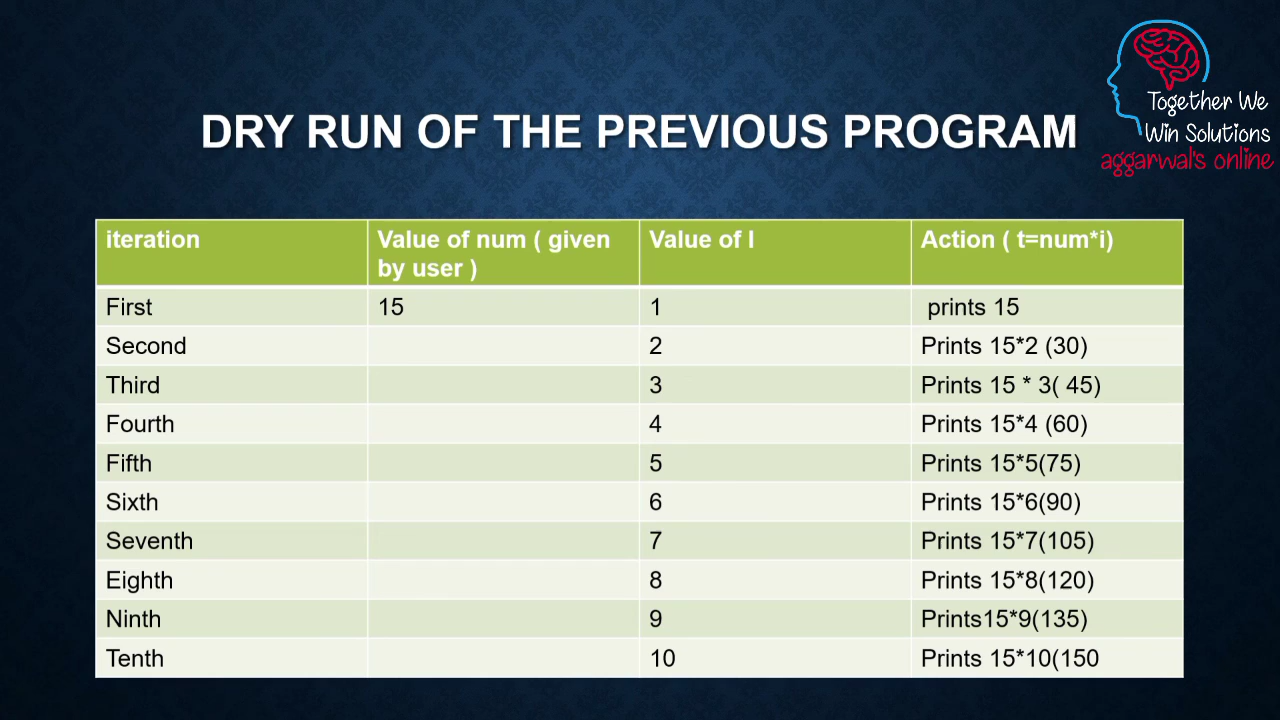 Together We
Win Solutions
aggarwal's online
DRY RUN OF THE PREVIOUS PROGRAM
iteration
Value of num ( given
by user )
Value of I
Action ( t=num*i)
First 15 1 prints 15
Second 2 Prints 15*2 (30)
Third 3 Prints 15 * 3( 45)
Fourth 4 Prints 15*4 (60)
Fifth 5 Prints 15*5(75)
Sixth 6 Prints 15*6(90)
Seventh 7 Prints 15*7(105)
Eighth 8 Prints 15*8(120)
Ninth 9 Prints15*9(135)
Tenth 10 Prints 15*10(150